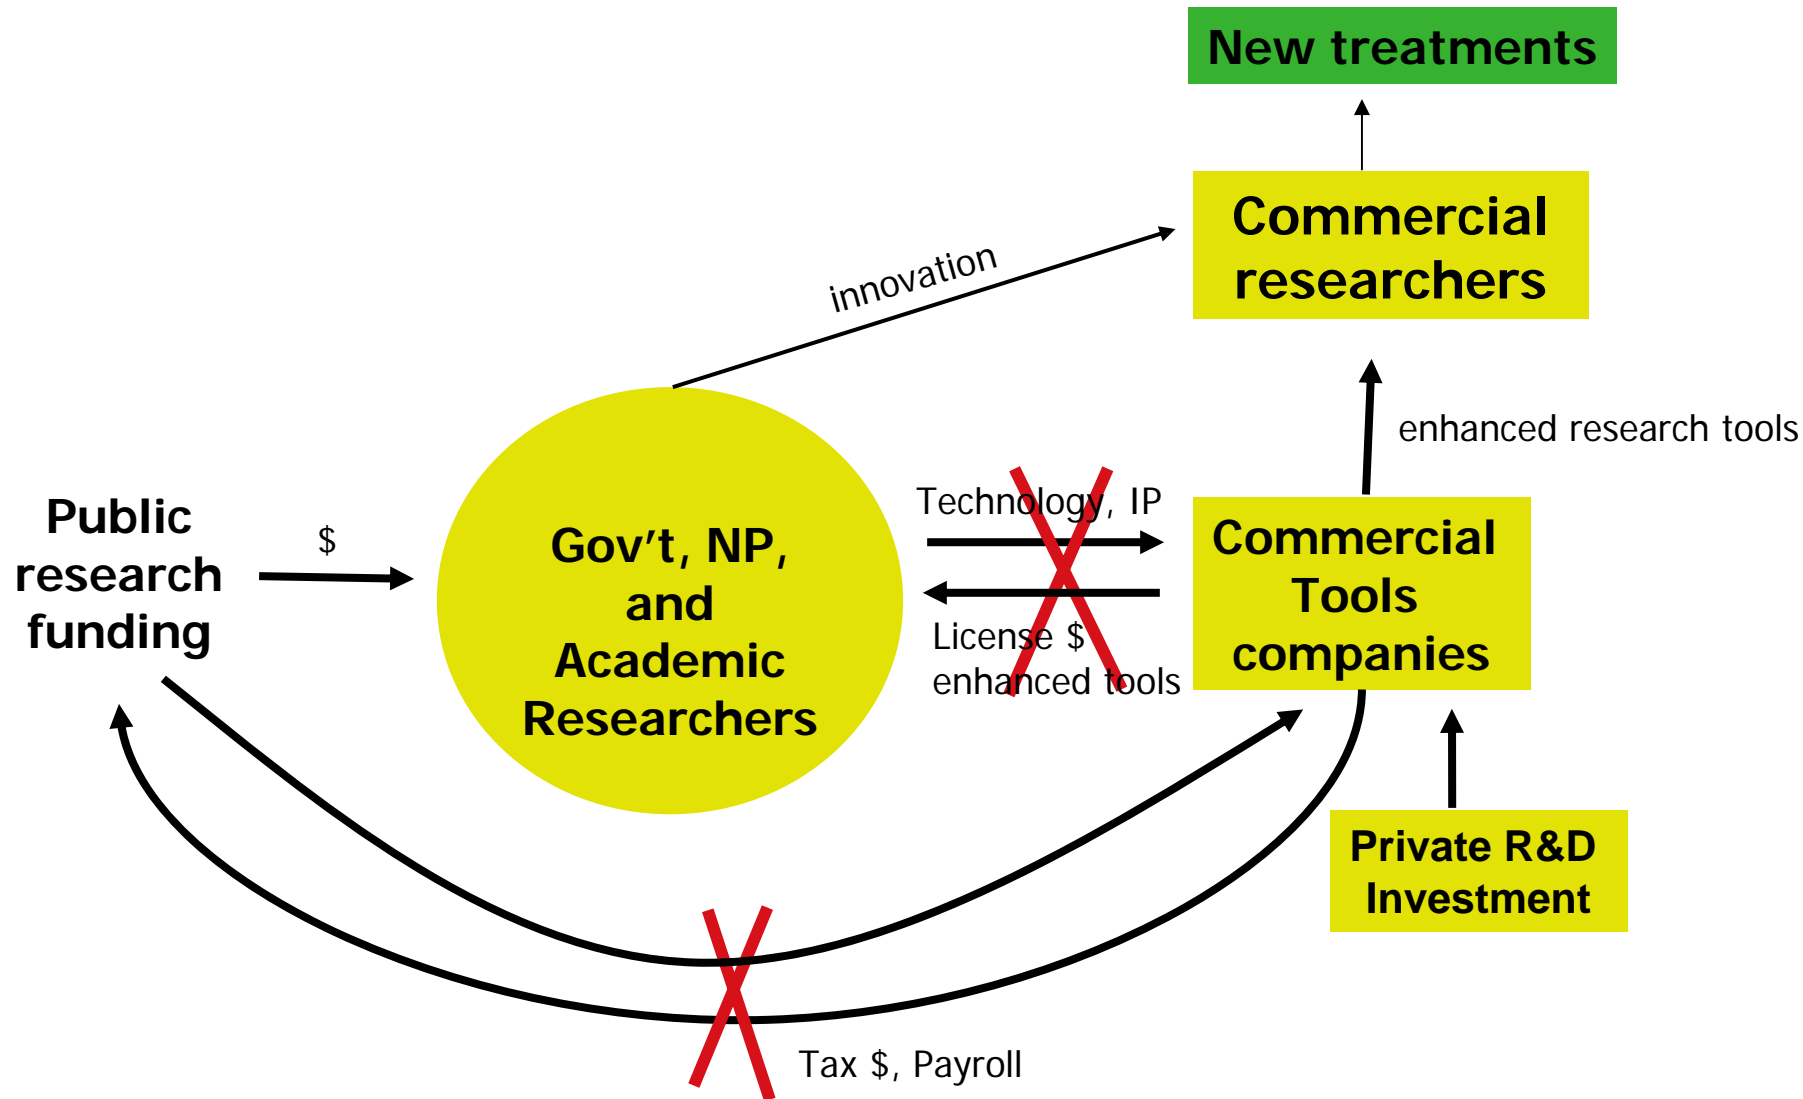 New treatments
Commercial
researchers
innovation
enhanced research tools
Public
research
funding
$
Gov't, NP,
and
Academic
Researchers
Technology, IP
License $
enhanced tools
Commercial
Tools
companies
Private R&D
Investment
Tax $, Payroll